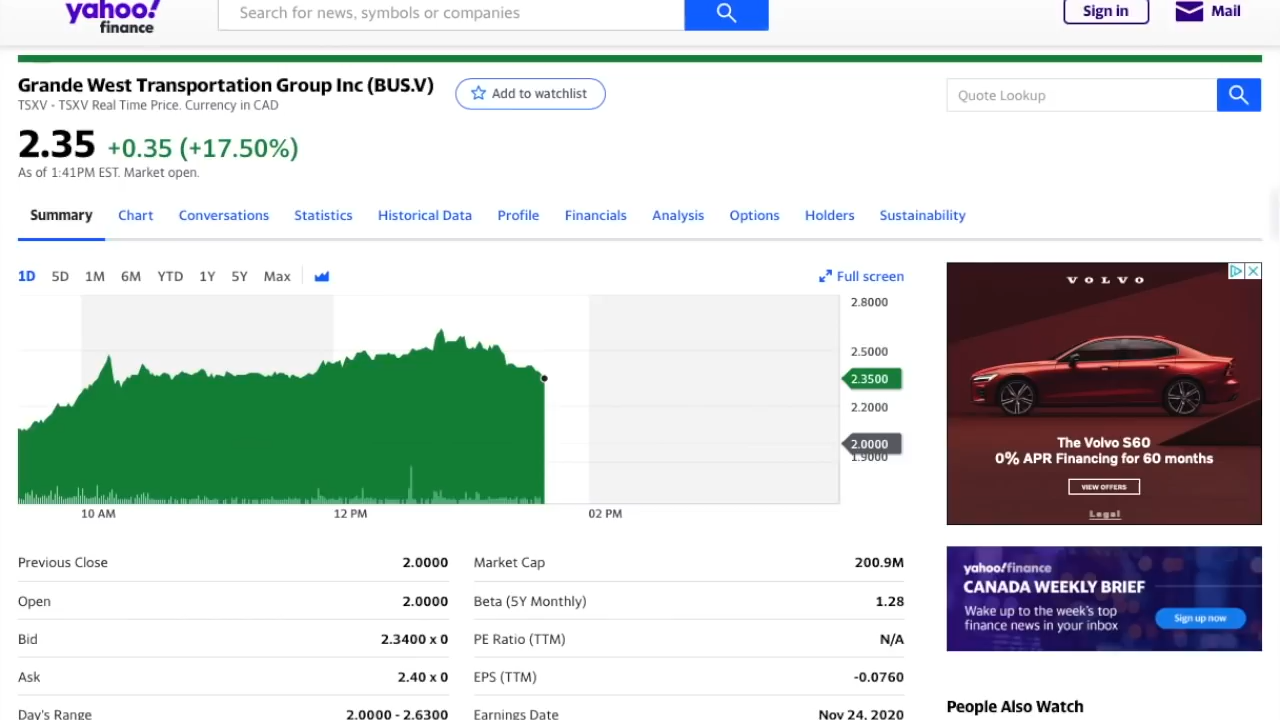 yahoo!
finance
Search for news, symbols or companies
Sign in
Mail
Grande West Transportation Group Inc (BUS.V)
Add to watchlist
TSXV - TSXV Real Time Price. Currency in CAD
Quote Lookup
2.35 +0.35 (+17.50%)
As of 1:41PM EST. Market open.
Summary Chart Conversations Statistics Historical Data Profile Financials Analysis Options Holders Sustainability
1D 5D 1M 6M YTD 1Y 5Y Max
Full screen
2.8000
2.5000
2.3500
2.2000
2.0000
1.9000
10 AM 12 PM 02 PM
Previous Close 2.0000
Open 2.0000
Bid 2.3400 x 0
Ask 2.40 x 0
Day's Range 2.0000 - 2.6300
Market Cap 200.9M
Beta (5Y Monthly) 1.28
PE Ratio (TTM) N/A
EPS (TTM) -0.0760
Earnings Date Nov 24, 2020
VOLVO
The Volvo S60
0% APR Financing for 60 months
VIEW OFFERS
Legal
yahoo!finance
CANADA WEEKLY BRIEF
Wake up to the week's top
finance news in your inbox
Sign up now
People Also Watch